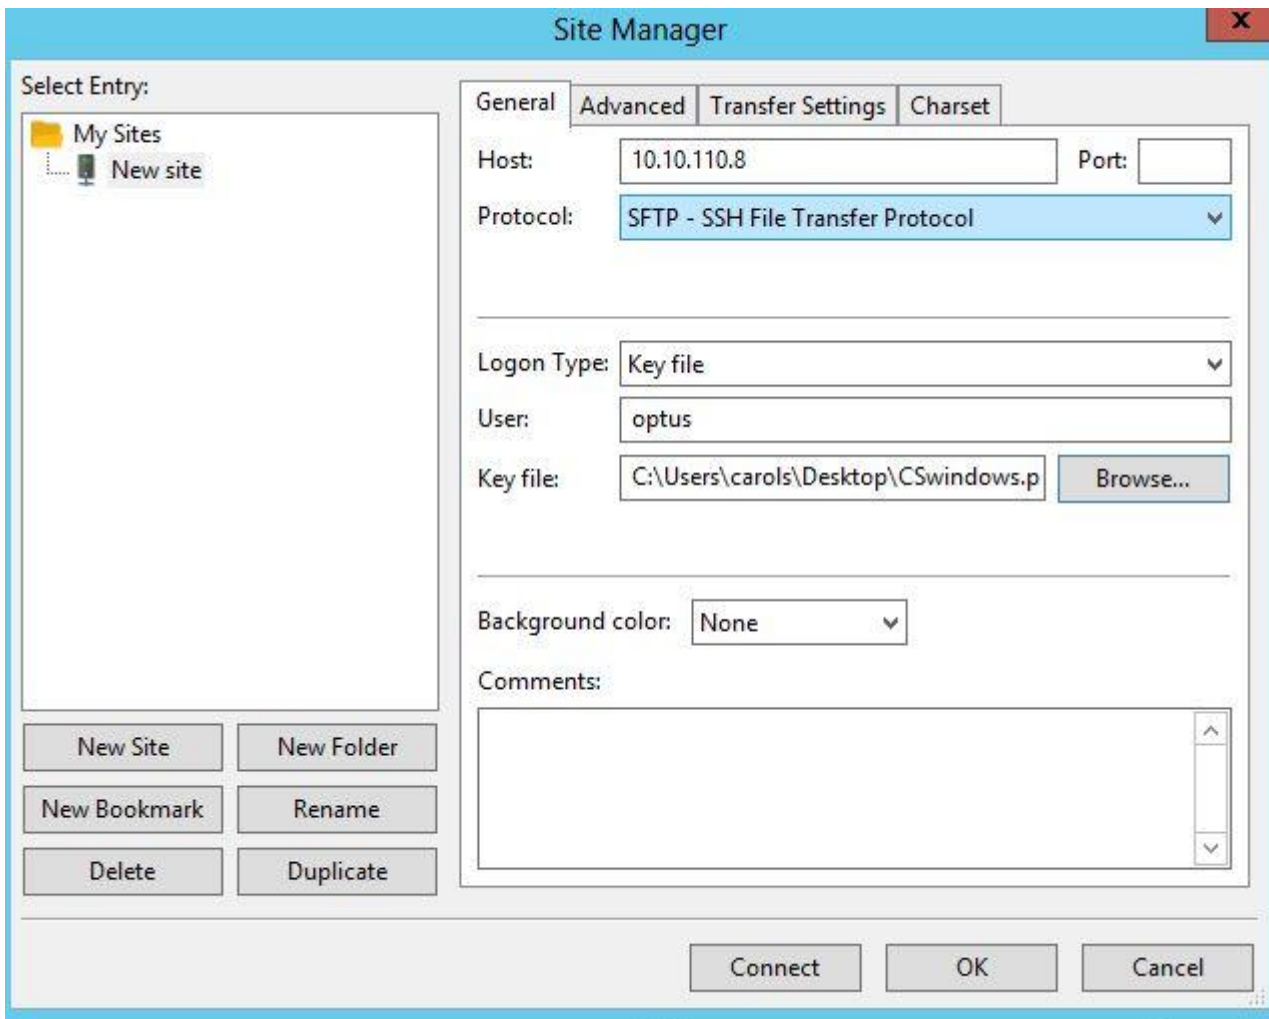 Site Manager
X
Select Entry:
My Sites
New site
New Site
New Folder
New Bookmark
Rename
Delete
Duplicate
General
Advanced
Transfer Settings
Charset
Host:
10.10.110.8
Port:
Protocol:
SFTP - SSH File Transfer Protocol
Logon Type:
Key file
User:
optus
Key file:
C:\Users\carols\Desktop\CSwindows.p
Browse...
Background color:
None
Comments:
Connect
OK
Cancel